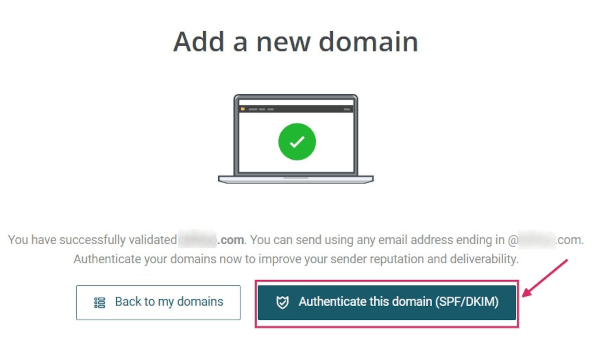 Add a new domain
You have successfully validated .com. You can send using any email address ending in @ .com.
Authenticate your domains now to improve your sender reputation and deliverability.
Back to my domains
Authenticate this domain (SPF/DKIM)